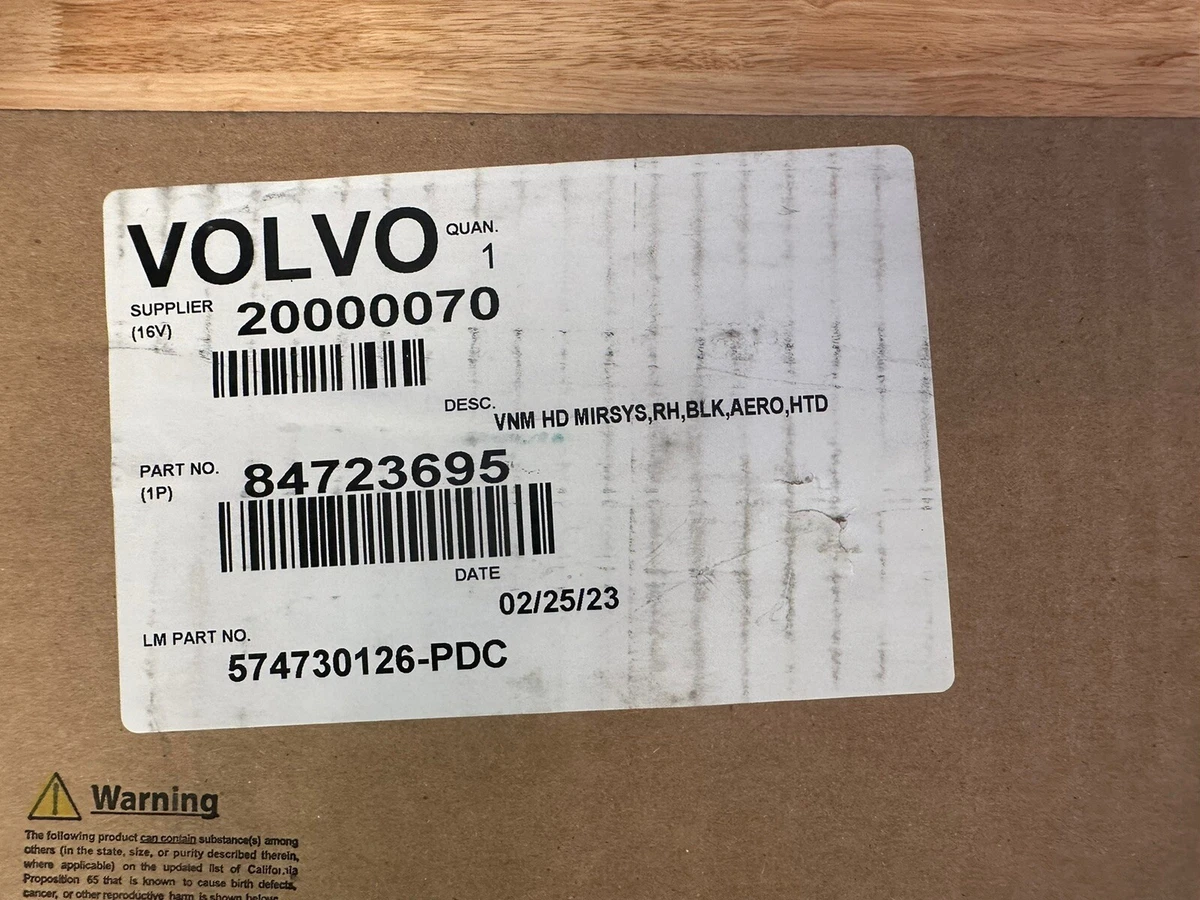 VOLVO QUAN.
1
SUPPLIER 20000070
(16V)
DESC. VNM HD MIRSYS,RH,BLK,AERO,HTD
PART NO. 84723695
(1P)
DATE
02/25/23
LM PART NO.
574730126-PDC
Warning
The following product can contain substance(s) among
others (in the state, size, or purity described therein,
where applicable) on the updated list of California
Proposition 65 that is known to cause birth defects,
cancer, or other reproductive harm is shown below